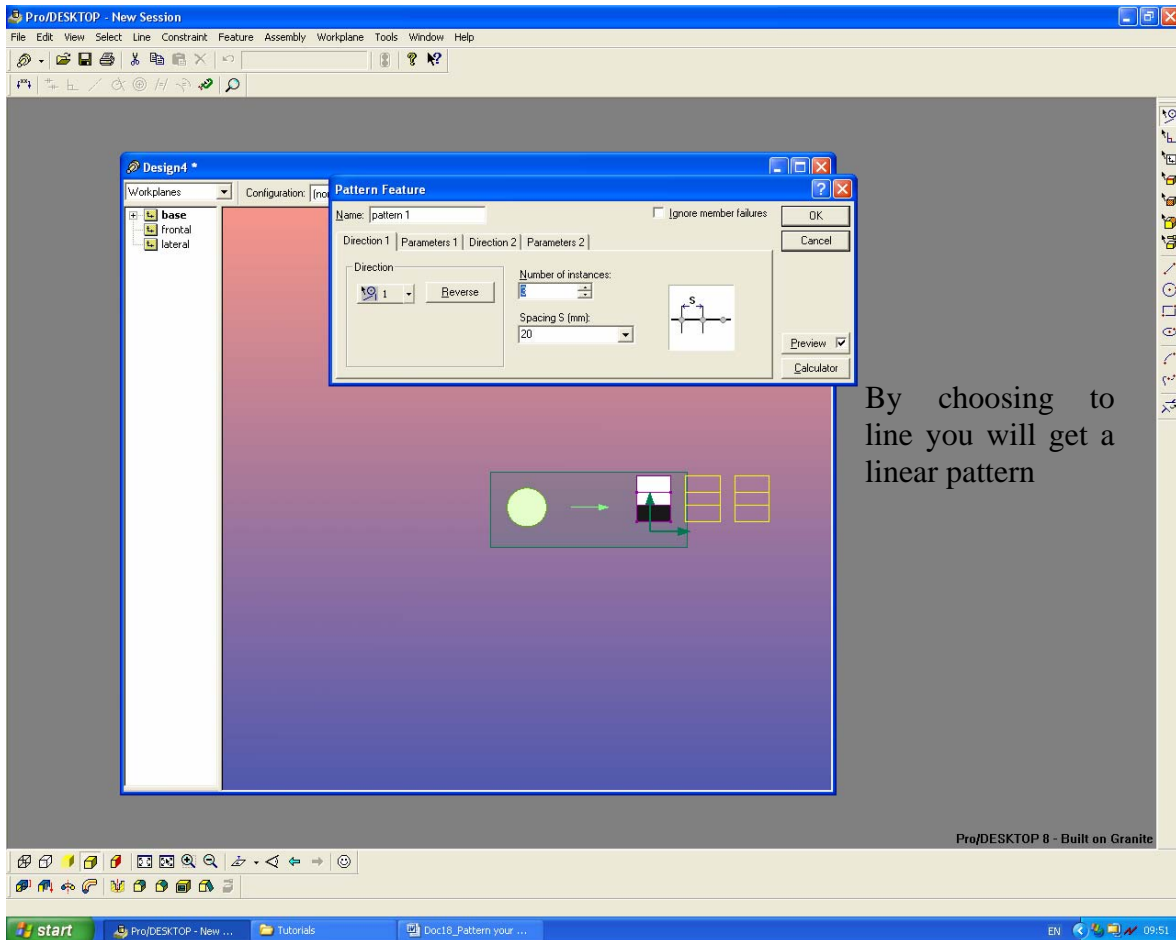 Pro/DESKTOP - New Session
File Edit View Select Line Constraint Feature Assembly Workplane Tools Window Help
Design4 *
Workplanes
Configuration:
base
frontal
lateral
Pattern Feature
Name: pattern 1
Ignore member failures
OK
Cancel
Direction 1 Parameters 1 Direction 2 Parameters 2
Direction
1
Reverse
Number of instances:
3
Spacing S (mm):
20
S
Preview
Calculator
By choosing to
line you will get a
linear pattern
Pro/DESKTOP 8 - Built on Granite
start
Pro/DESKTOP - New ...
Tutorials
Doc18_Pattern your ...
EN
09:51